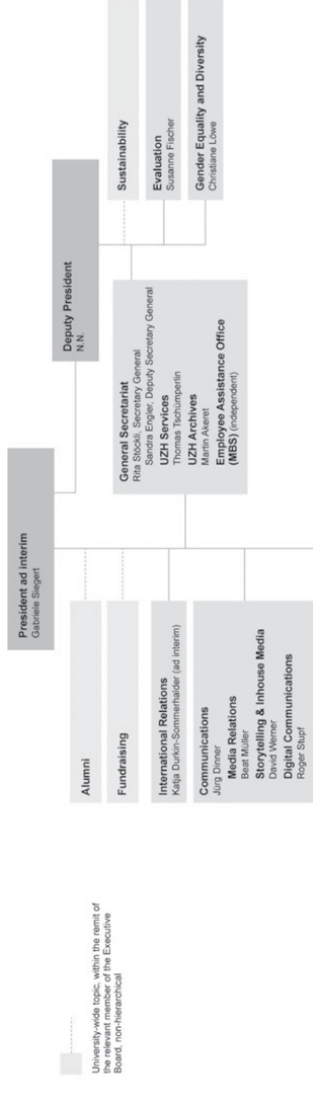 President ad interim
Gabriele Siegert
Deputy President
N.N.
Alumni
Fundraising
International Relations
Katja Durkin-Sommerhalder (ad interim)
Communications
Jürg Dinner
Media Relations
Beat Müller
Storytelling & Inhouse Media
David Werner
Digital Communications
Roger Stupf
General Secretariat
Rita Stöckli, Secretary General
Sandra Engler, Deputy Secretary General
UZH Services
Thomas Tschümperlin
UZH Archives
Martin Akeret
Employee Assistance Office
(MBS) (independent)
Sustainability
Evaluation
Susanne Fischer
Gender Equality and Diversity
Christiane Löwe
University-wide topic, within the remit of
the relevant member of the Executive
Board, non-hierarchical